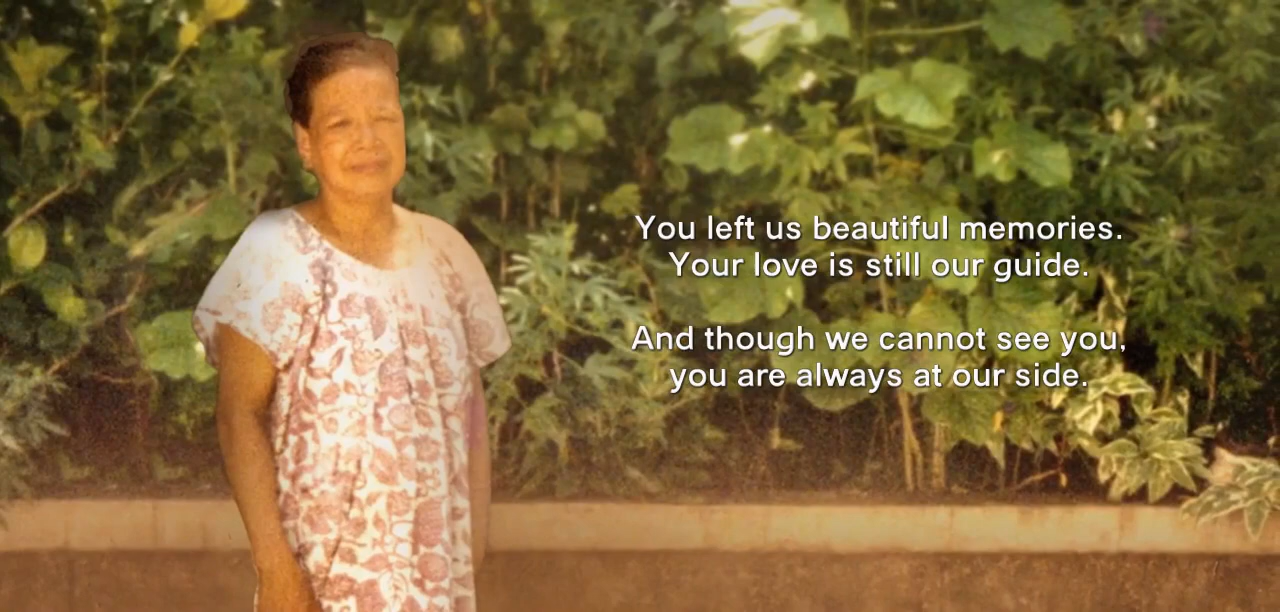 You left us beautiful memories.
Your love is still our guide.
And though we cannot see you,
you are always at our side.